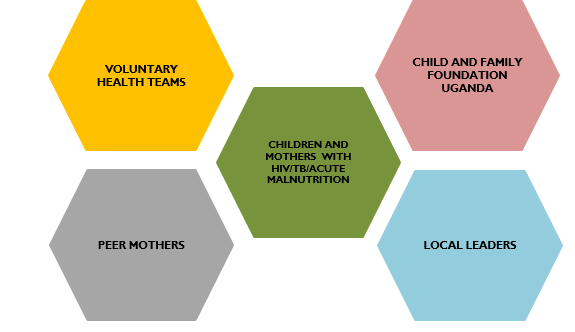 VOLUNTARY
HEALTH TEAMS
CHILD AND FAMILY
FOUNDATION
UGANDA
CHILDREN AND
MOTHERS WITH
HIV/TB/ACUTE
MALNUTRITION
PEER MOTHERS
LOCAL LEADERS